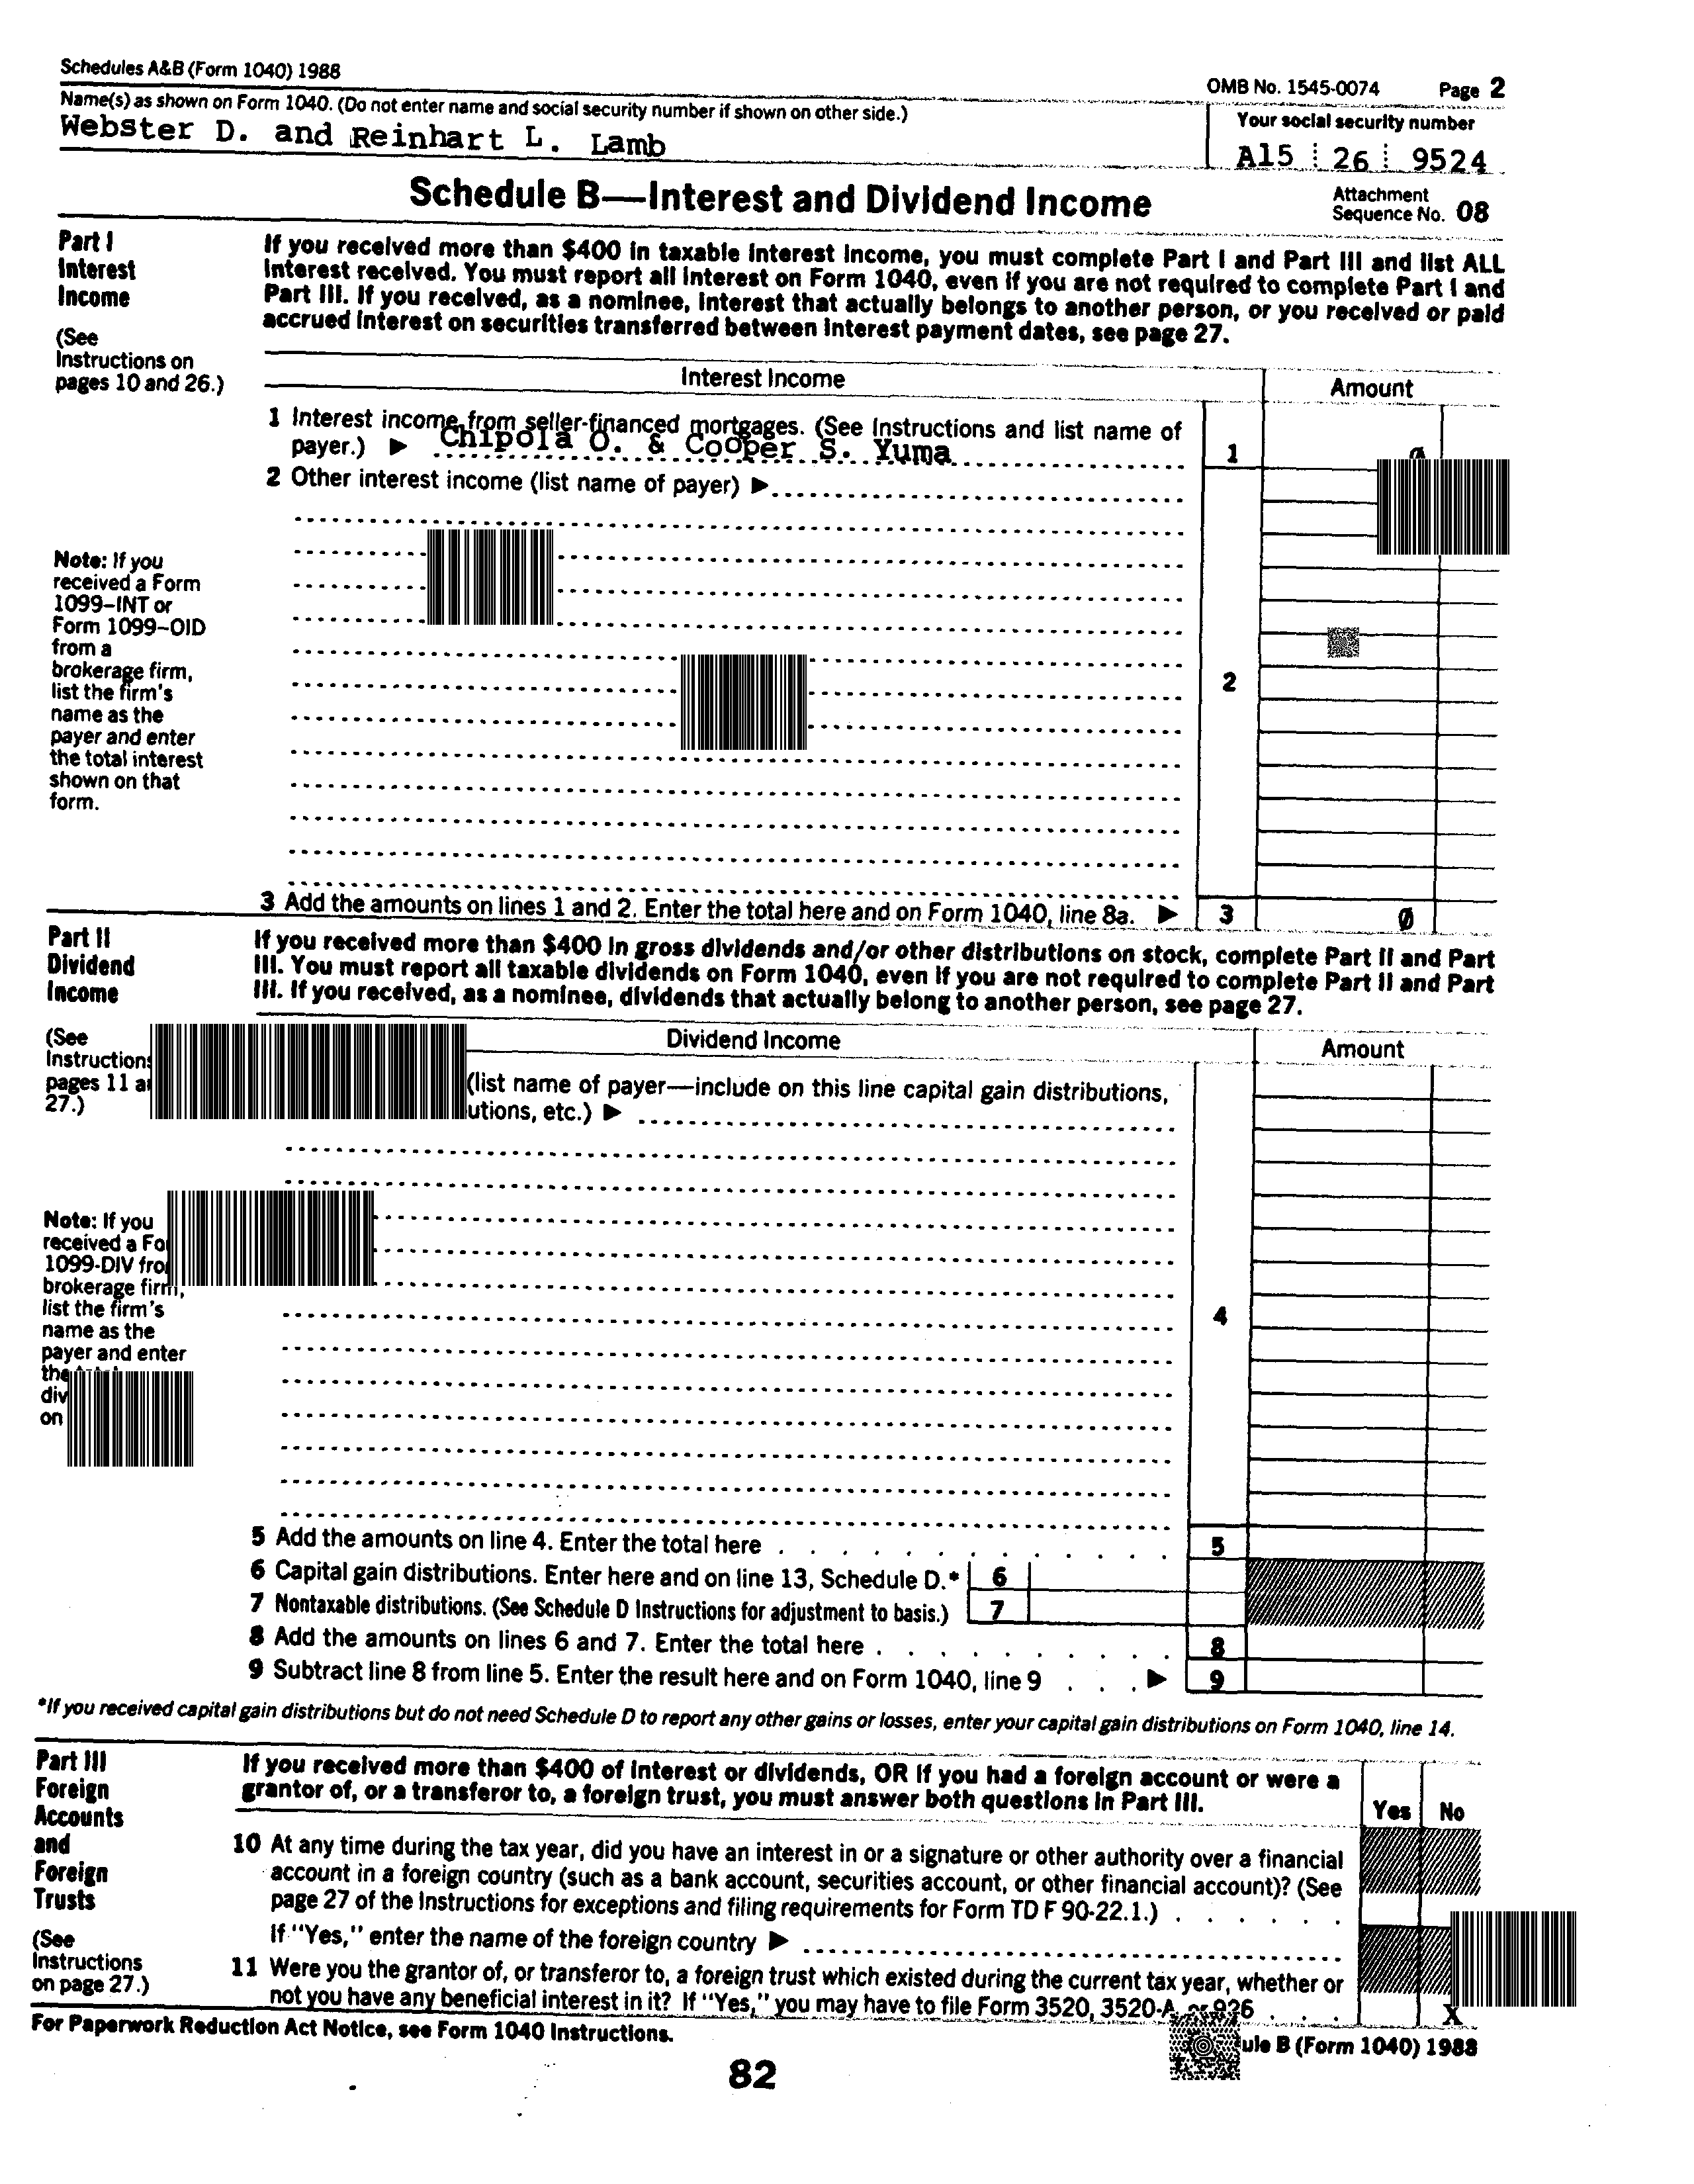 Schedules A&B (Form 1040) 1988
OMB No. 1545-0074 Page 2
Name(s) as shown on Form 1040. (Do not enter name and social security number if shown on other side.)
Your social security number
Webster D. and Reinhart L. Lamb
A15 26 9524
Schedule B—Interest and Dividend Income
Attachment
Sequence No. 08
Part I
Interest
Income
(See
Instructions on
pages 10 and 26.)
If you received more than $400 in taxable interest income, you must complete Part I and Part III and list ALL
interest received. You must report all interest on Form 1040, even if you are not required to complete Part I and
Part III. If you received, as a nominee, interest that actually belongs to another person, or you received or paid
accrued interest on securities transferred between interest payment dates, see page 27.
Interest Income
Amount
1 Interest income from seller-financed mortgages. (See Instructions and list name of
payer.) ▶ Chipola O. & Cooper S. Yuma
1
2 Other interest income (list name of payer) ▶
Note: If you
received a Form
1099–INT or
Form 1099–OID
from a
brokerage firm,
list the firm's
name as the
payer and enter
the total interest
shown on that
form.
2
3 Add the amounts on lines 1 and 2. Enter the total here and on Form 1040, line 8a. ▶ 3 Ø
Part II
Dividend
Income
If you received more than $400 in gross dividends and/or other distributions on stock, complete Part II and Part
III. You must report all taxable dividends on Form 1040, even if you are not required to complete Part II and Part
III. If you received, as a nominee, dividends that actually belong to another person, see page 27.
(See
Instructions
pages 11
27.)
Dividend Income
Amount
(list name of payer—include on this line capital gain distributions,
etc.) ▶
Note: If you
received a
1099-DIV
brokerage firm,
list the firm's
name as the
payer and enter
the
on
4
5 Add the amounts on line 4. Enter the total here 5
6 Capital gain distributions. Enter here and on line 13, Schedule D.* 6
7 Nontaxable distributions. (See Schedule D Instructions for adjustment to basis.) 7
8 Add the amounts on lines 6 and 7. Enter the total here 8
9 Subtract line 8 from line 5. Enter the result here and on Form 1040, line 9 ▶ 9
*If you received capital gain distributions but do not need Schedule D to report any other gains or losses, enter your capital gain distributions on Form 1040, line 14.
Part III
Foreign
Accounts
and
Foreign
Trusts
(See
Instructions
on page 27.)
If you received more than $400 of interest or dividends, OR if you had a foreign account or were a
grantor of, or a transferor to, a foreign trust, you must answer both questions in Part III.
Yes No
10 At any time during the tax year, did you have an interest in or a signature or other authority over a financial
account in a foreign country (such as a bank account, securities account, or other financial account)? (See
page 27 of the Instructions for exceptions and filing requirements for Form TD F 90-22.1.)
If "Yes," enter the name of the foreign country ▶
11 Were you the grantor of, or transferor to, a foreign trust which existed during the current tax year, whether or
not you have any beneficial interest in it? If "Yes," you may have to file Form 3520, 3520-A, or 926 X
For Paperwork Reduction Act Notice, see Form 1040 Instructions.
B (Form 1040) 1988
82